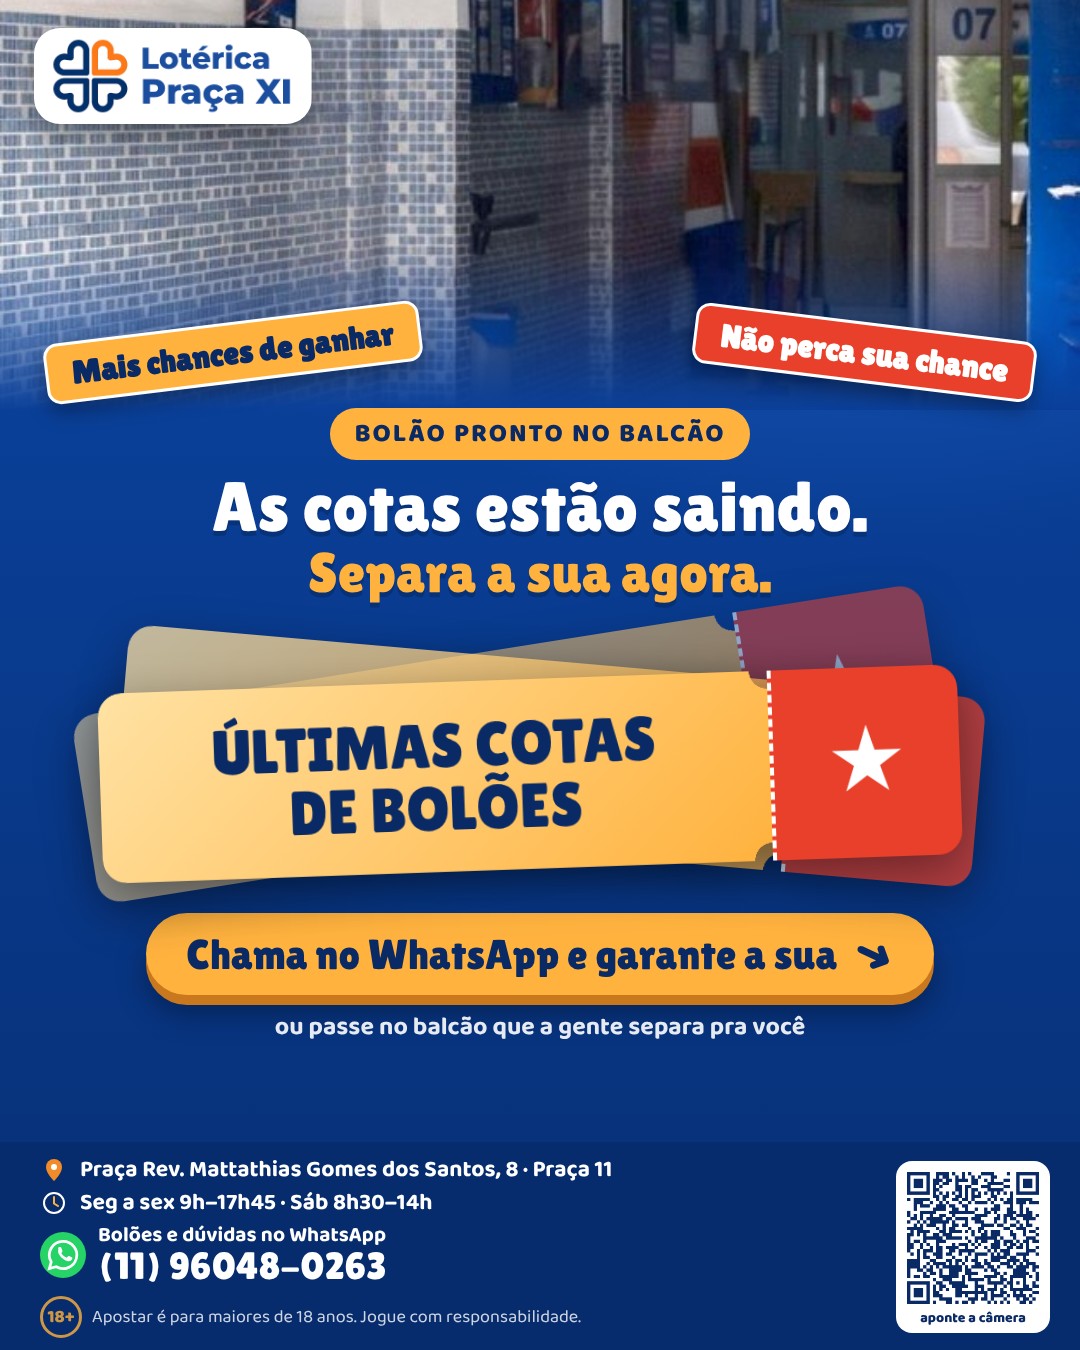 Lotérica
Praça XI
07
07
Mais chances de ganhar
Não perca sua chance
BOLÃO PRONTO NO BALCÃO
As cotas estão saindo.
Separa a sua agora.
ÚLTIMAS COTAS
DE BOLÕES
Chama no WhatsApp e garante a sua
ou passe no balcão que a gente separa pra você
Praça Rev. Mattathias Gomes dos Santos, 8 · Praça 11
Seg a sex 9h–17h45 · Sáb 8h30–14h
Bolões e dúvidas no WhatsApp
(11) 96048–0263
18+ Apostar é para maiores de 18 anos. Jogue com responsabilidade.
aponte a câmera